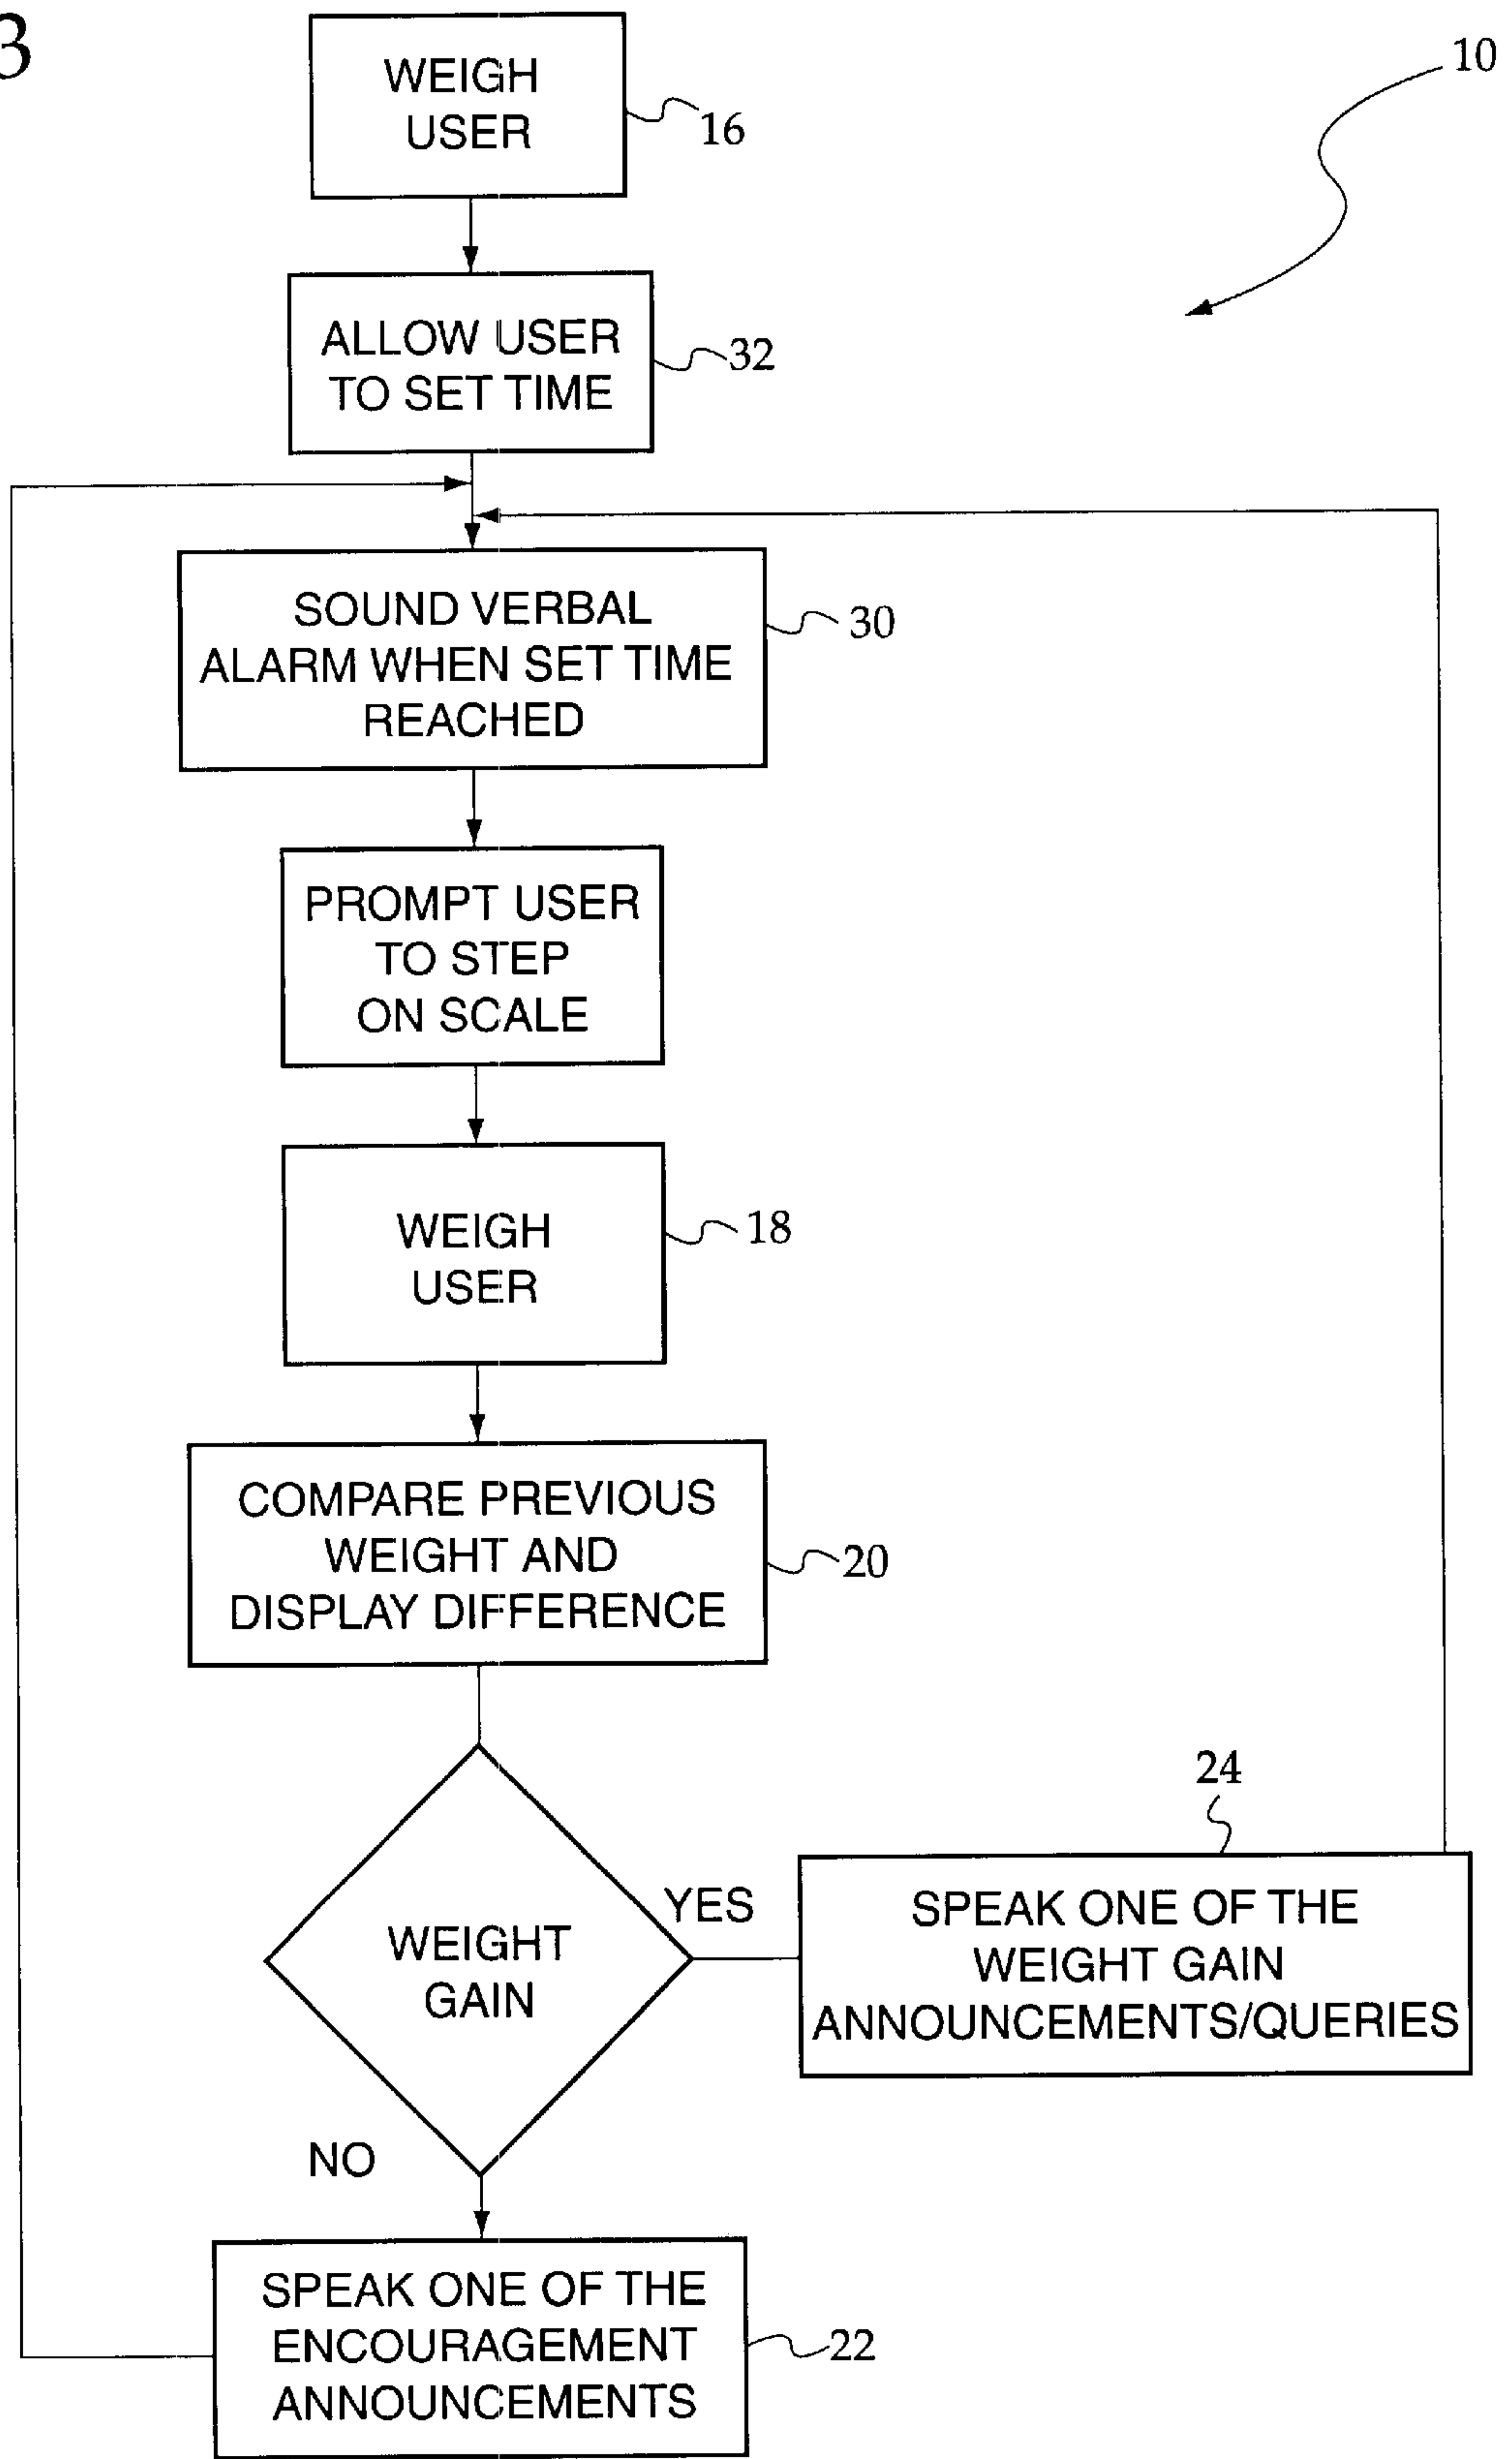 3
10
WEIGH
USER
16
ALLOW USER
TO SET TIME
32
SOUND VERBAL
ALARM WHEN SET TIME
REACHED
30
PROMPT USER
TO STEP
ON SCALE
WEIGH
USER
18
COMPARE PREVIOUS
WEIGHT AND
DISPLAY DIFFERENCE
20
WEIGHT
GAIN
YES
24
SPEAK ONE OF THE
WEIGHT GAIN
ANNOUNCEMENTS/QUERIES
NO
SPEAK ONE OF THE
ENCOURAGEMENT
ANNOUNCEMENTS
22